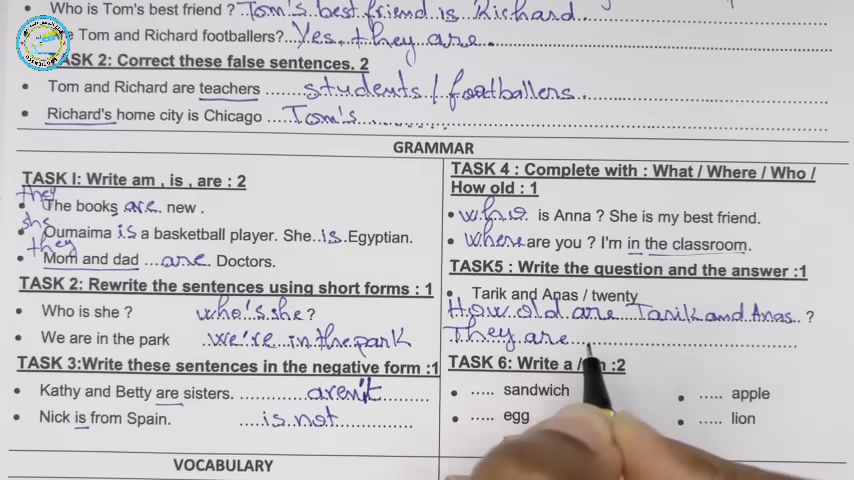 Who is Tom's best friend ? Tom's best friend is Richard
Tom and Richard footballers? Yes, they are.
TASK 2: Correct these false sentences. 2
Tom and Richard are teachers students / footballers
Richard's home city is Chicago Tom's
GRAMMAR
TASK I: Write am , is , are : 2
they
The books are new .
she
Oumaima is a basketball player. She is Egyptian.
they
Mom and dad are Doctors.
TASK 2: Rewrite the sentences using short forms : 1
Who is she ? who's she ?
We are in the park we're in the park
TASK 3:Write these sentences in the negative form :1
Kathy and Betty are sisters. aren't
Nick is from Spain. is not
TASK 4 : Complete with : What / Where / Who /
How old : 1
who is Anna ? She is my best friend.
where are you ? I'm in the classroom.
TASK5 : Write the question and the answer :1
Tarik and Anas / twenty
How old are Tarik and Anas ?
They are
TASK 6: Write a / :2
sandwich apple
egg lion
VOCABULARY